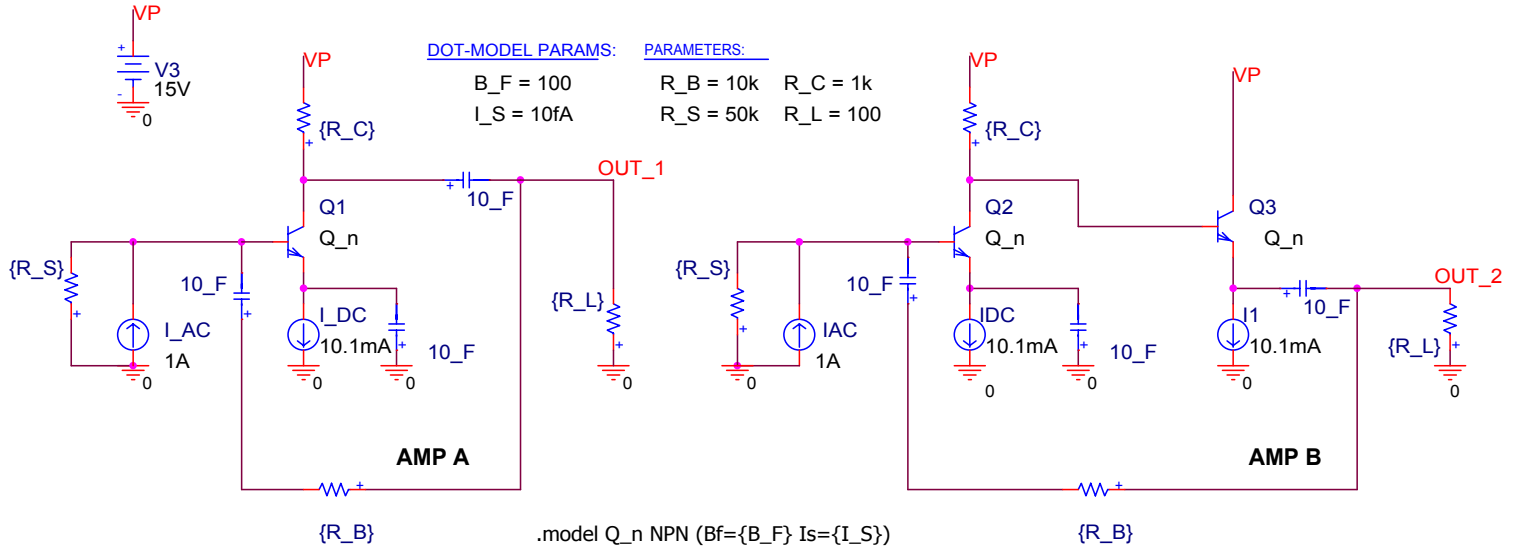 VP
+
V3
15V
-
0
DOT-MODEL PARAMS:
B_F = 100
I_S = 10fA
PARAMETERS:
R_B = 10k R_C = 1k
R_S = 50k R_L = 100
VP
{R_C}
+
OUT_1
+
10_F
Q1
Q_n
{R_S}
+
10_F
+
I_AC
1A
0
I_DC
10.1mA
0
+
10_F
0
{R_L}
+
0
AMP A
+
{R_B}
VP
{R_C}
+
VP
Q2
Q_n
Q3
Q_n
{R_S}
+
0
10_F
+
IAC
1A
IDC
10.1mA
0
+
10_F
0
I1
10.1mA
0
+
10_F
OUT_2
{R_L}
+
0
AMP B
+
{R_B}
.model Q_n NPN (Bf={B_F} Is={I_S})